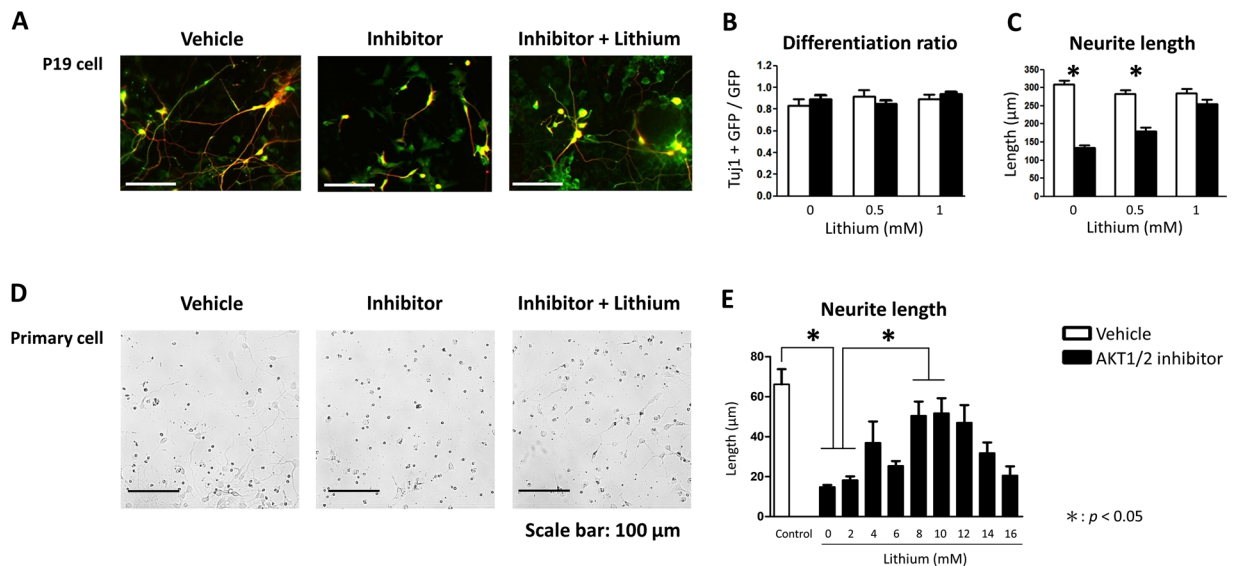 A
Vehicle
Inhibitor
Inhibitor + Lithium
P19 cell
B
Differentiation ratio
Tuj1 + GFP / GFP
1.2
1.0
0.8
0.6
0.4
0.2
0.0
0 0.5 1
Lithium (mM)
C
Neurite length
* *
Length (µm)
350
300
250
200
150
100
50
0
0 0.5 1
Lithium (mM)
D
Vehicle
Inhibitor
Inhibitor + Lithium
Primary cell
Scale bar: 100 µm
E
Neurite length
* *
Length (µm)
80
60
40
20
0
Control 0 2 4 6 8 10 12 14 16
Lithium (mM)
Vehicle
AKT1/2 inhibitor
*: p < 0.05